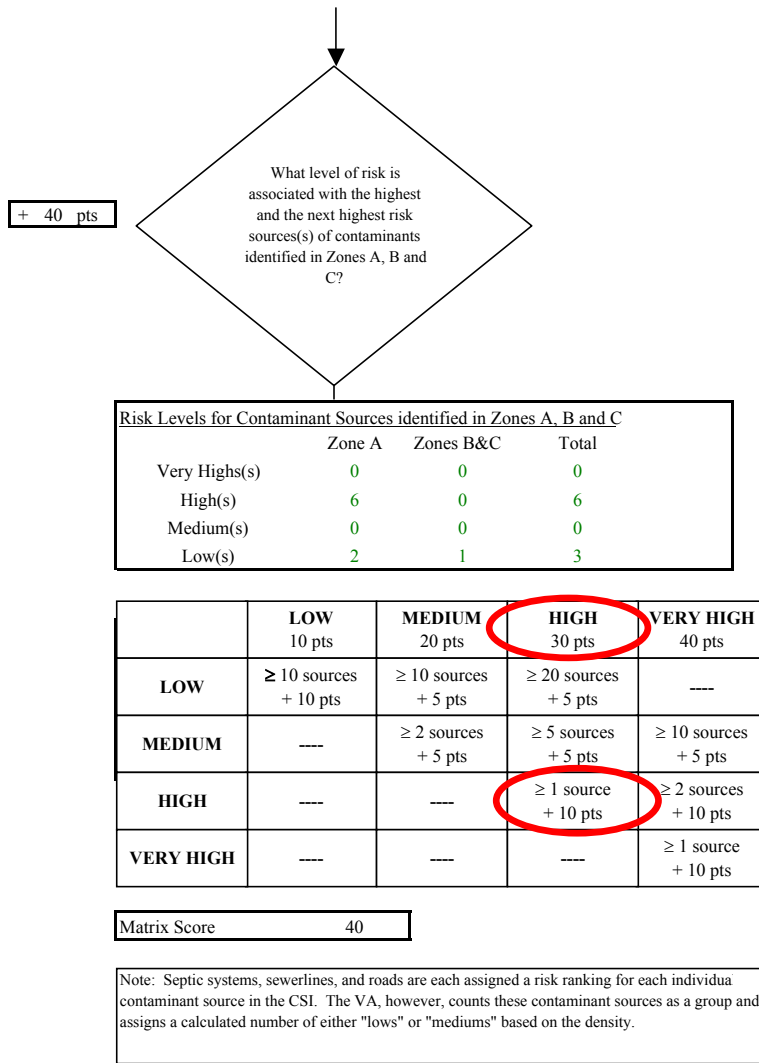 What level of risk is
associated with the highest
and the next highest risk
sources(s) of contaminants
identified in Zones A, B and
C?
+ 40 pts
Risk Levels for Contaminant Sources identified in Zones A, B and C
Zone A Zones B&C Total
Very Highs(s) 0 0 0
High(s) 6 0 6
Medium(s) 0 0 0
Low(s) 2 1 3
LOW MEDIUM HIGH VERY HIGH
10 pts 20 pts 30 pts 40 pts
LOW ≥ 10 sources ≥ 10 sources ≥ 20 sources ----
+ 10 pts + 5 pts + 5 pts
MEDIUM ---- ≥ 2 sources ≥ 5 sources ≥ 10 sources
+ 5 pts + 5 pts + 5 pts
HIGH ---- ---- ≥ 1 source ≥ 2 sources
+ 10 pts + 10 pts
VERY HIGH ---- ---- ---- ≥ 1 source
+ 10 pts
Matrix Score 40
Note: Septic systems, sewerlines, and roads are each assigned a risk ranking for each individua
contaminant source in the CSI. The VA, however, counts these contaminant sources as a group and
assigns a calculated number of either "lows" or "mediums" based on the density.